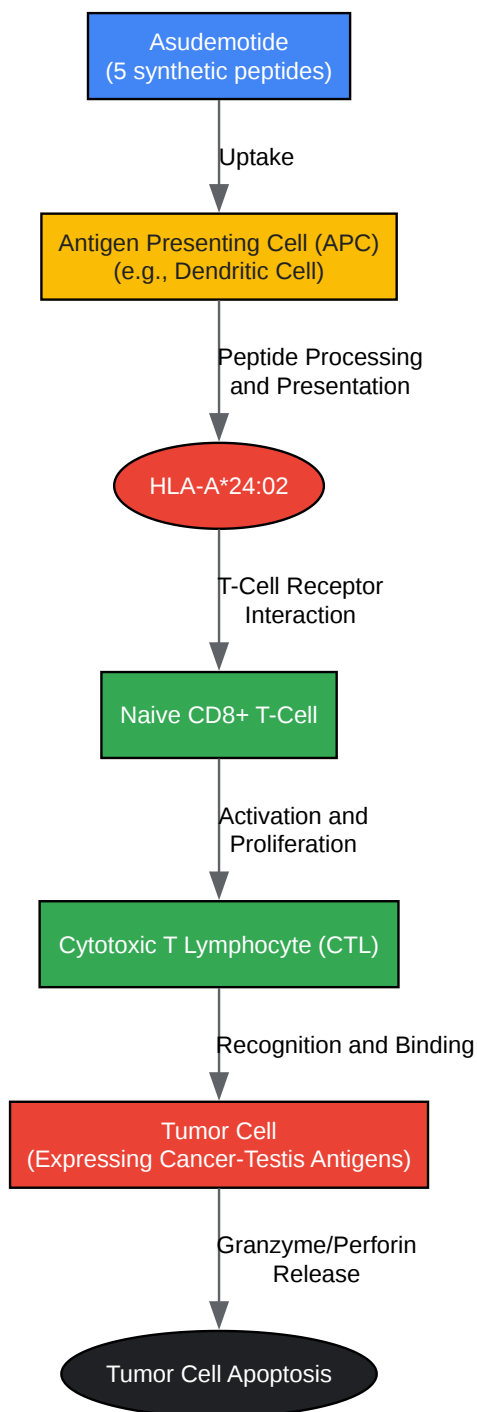 Asudemotide
(5 synthetic peptides)
Uptake
Antigen Presenting Cell (APC)
(e.g., Dendritic Cell)
Peptide Processing
and Presentation
HLA-A*24:02
T-Cell Receptor
Interaction
Naive CD8+ T-Cell
Activation and
Proliferation
Cytotoxic T Lymphocyte (CTL)
Recognition and Binding
Tumor Cell
(Expressing Cancer-Testis Antigens)
Granzyme/Perforin
Release
Tumor Cell Apoptosis